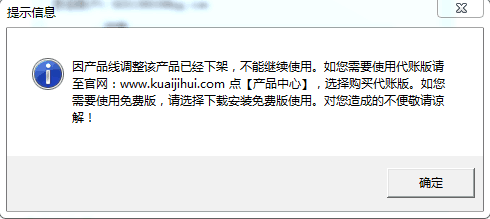 提示信息
因产品线调整该产品已经下架，不能继续使用。如您需要使用代账版请
至官网：www.kuaijihui.com 点【产品中心】，选择购买代账版。如您
需要使用免费版，请选择下载安装免费版使用。对您造成的不便敬请谅
解！
确定